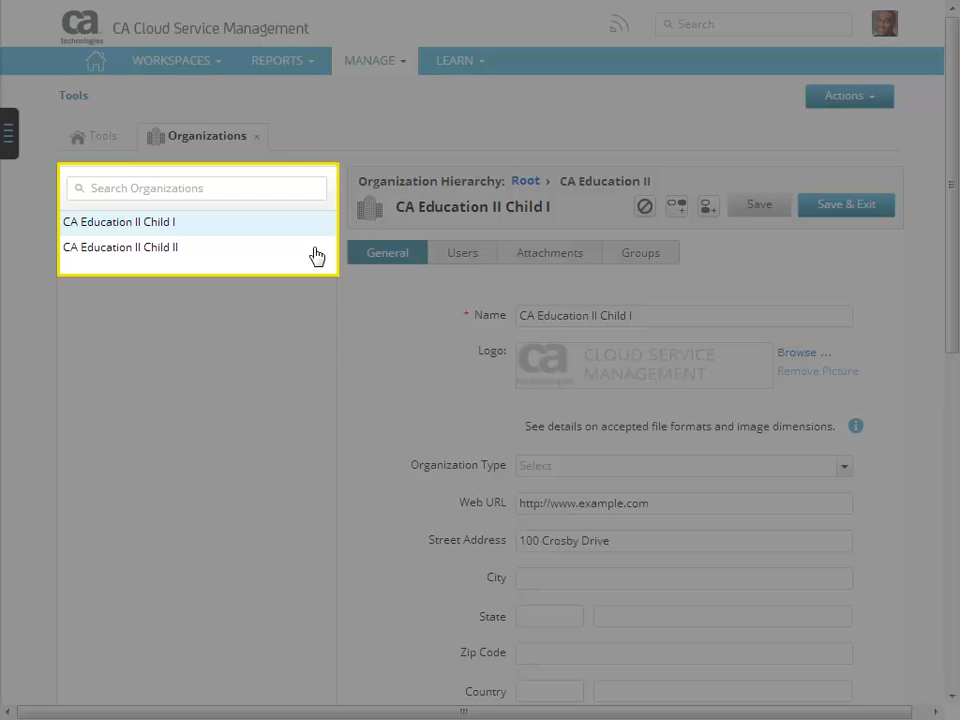 ca technologies CA Cloud Service Management Search
WORKSPACES REPORTS MANAGE LEARN
Tools Actions
Tools Organizations ×
Search Organizations
CA Education II Child I
CA Education II Child II
Organization Hierarchy: Root › CA Education II
CA Education II Child I Save Save & Exit
General Users Attachments Groups
* Name CA Education II Child I
Logo: ca technologies CLOUD SERVICE MANAGEMENT Browse ...
Remove Picture
See details on accepted file formats and image dimensions.
Organization Type Select
Web URL http://www.example.com
Street Address 100 Crosby Drive
City
State
Zip Code
Country